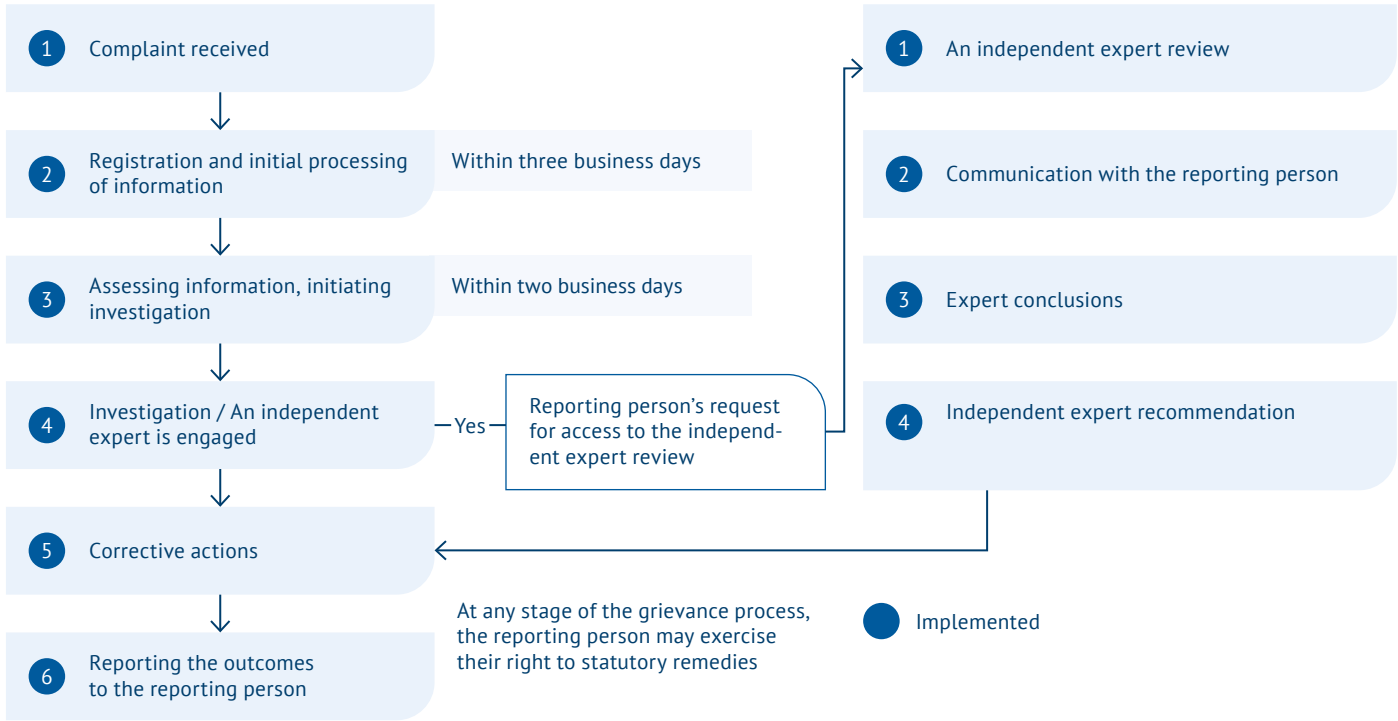 1
Complaint received
2
Registration and initial processing
of information
Within three business days
3
Assessing information, initiating
investigation
Within two business days
4
Investigation / An independent
expert is engaged
Yes
Reporting person’s request
for access to the independ-
ent expert review
1
An independent expert review
2
Communication with the reporting person
3
Expert conclusions
4
Independent expert recommendation
5
Corrective actions
6
Reporting the outcomes
to the reporting person
At any stage of the grievance process,
the reporting person may exercise
their right to statutory remedies
Implemented